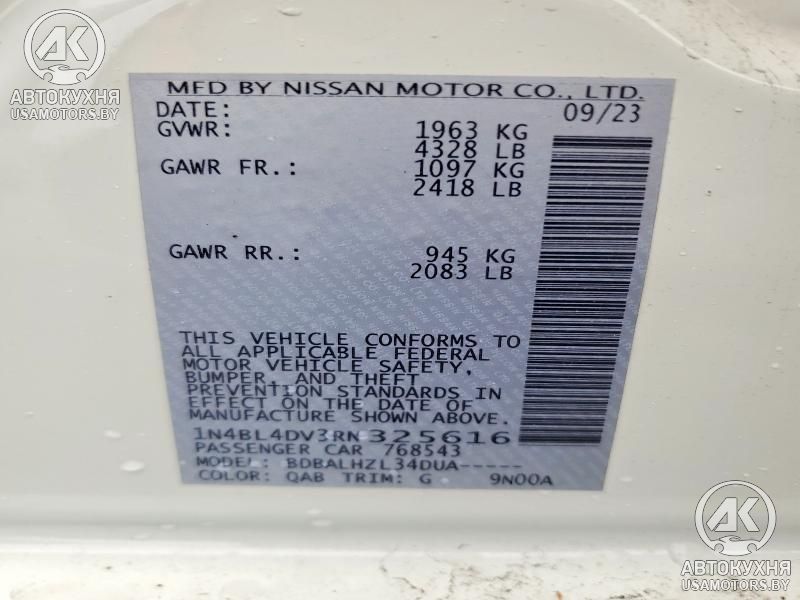 AK
АВТОКУХНЯ
USAMOTORS.BY
MFD BY NISSAN MOTOR CO., LTD.
DATE: 09/23
GVWR: 1963 KG
4328 LB
GAWR FR.: 1097 KG
2418 LB
GAWR RR.: 945 KG
2083 LB
THIS VEHICLE CONFORMS TO
ALL APPLICABLE FEDERAL
MOTOR VEHICLE SAFETY,
BUMPER, AND THEFT
PREVENTION STANDARDS IN
EFFECT ON THE DATE OF
MANUFACTURE SHOWN ABOVE.
1N4BL4DV3RN325616
PASSENGER CAR 768543
MODEL: BDBALHZL34DUA-----
COLOR: QAB TRIM: G 9N00A
AK
АВТОКУХНЯ
USAMOTORS.BY